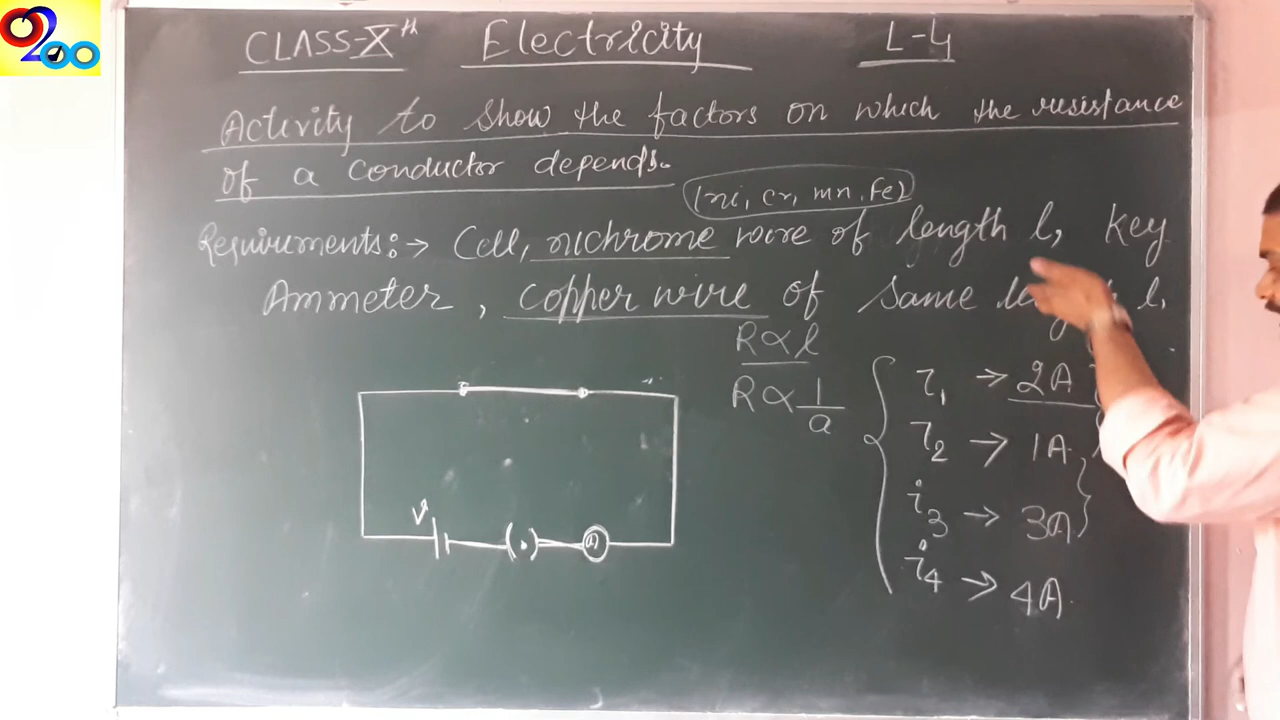 0200
CLASS-Xth Electricity L-4
Activity to show the factors on which the resistance
of a conductor depends.
(ni, cr, mn, Fe)
Requirements:→ Cell, nichrome wire of length l, key
Ammeter, copper wire of same l.
R∝l
R∝1/a
i1 → 2A
i2 → 1A
i3 → 3A
i4 → 4A.
V
(.)
A